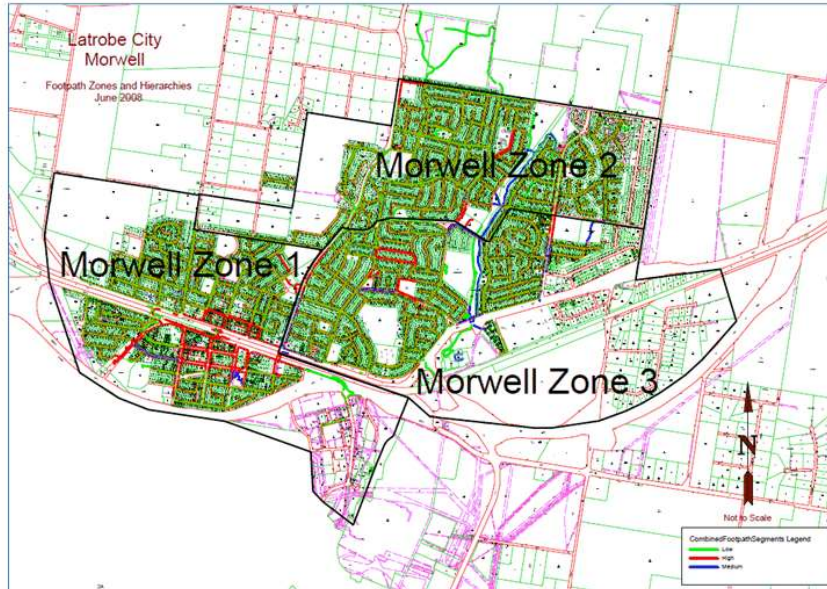 Latrobe City
Morwell
Footpath Zones and Hierarchies
June 2008
Morwell Zone 2
Morwell Zone 1
Morwell Zone 3
N
Not to Scale
CombinedFootpathSegments Legend
Low
High
Medium